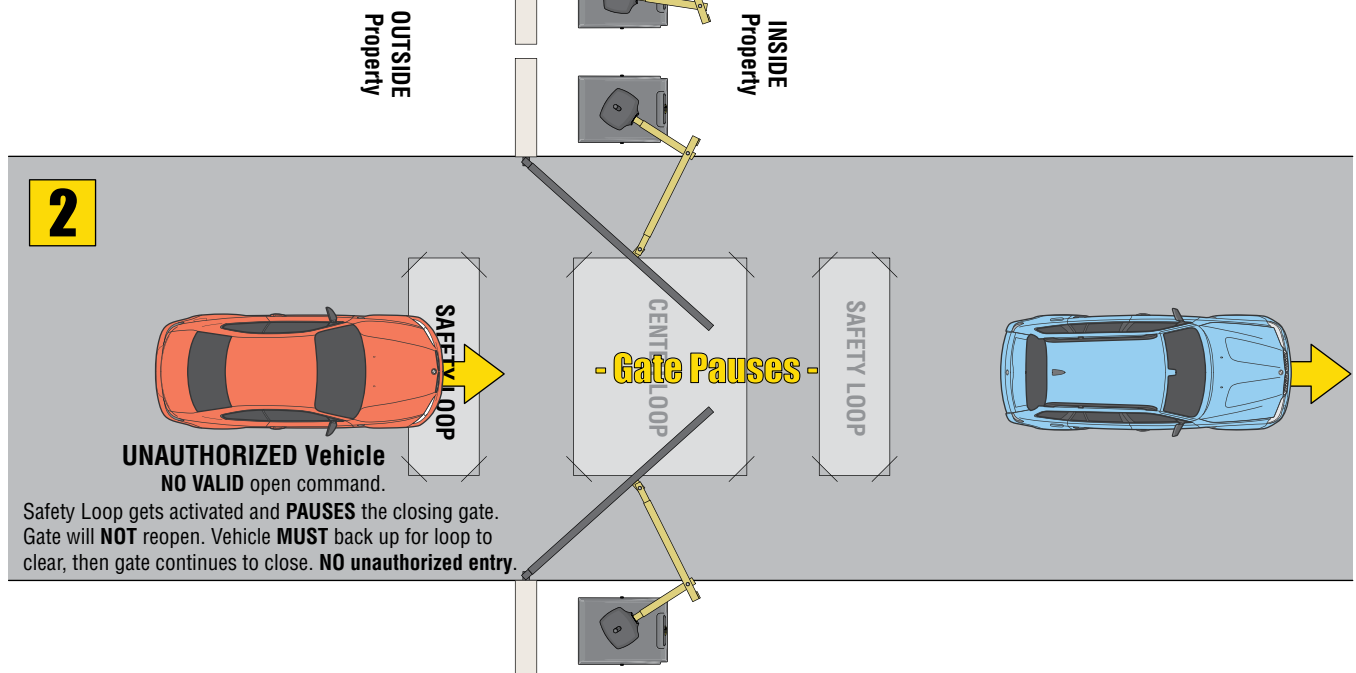 OUTSIDE
Property
INSIDE
Property
2
SAFETY LOOP
CENTER LOOP
SAFETY LOOP
- Gate Pauses -
UNAUTHORIZED Vehicle
NO VALID open command.
Safety Loop gets activated and PAUSES the closing gate.
Gate will NOT reopen. Vehicle MUST back up for loop to
clear, then gate continues to close. NO unauthorized entry.